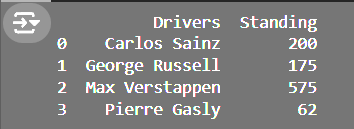 Drivers Standing
0 Carlos Sainz 200
1 George Russell 175
2 Max Verstappen 575
3 Pierre Gasly 62